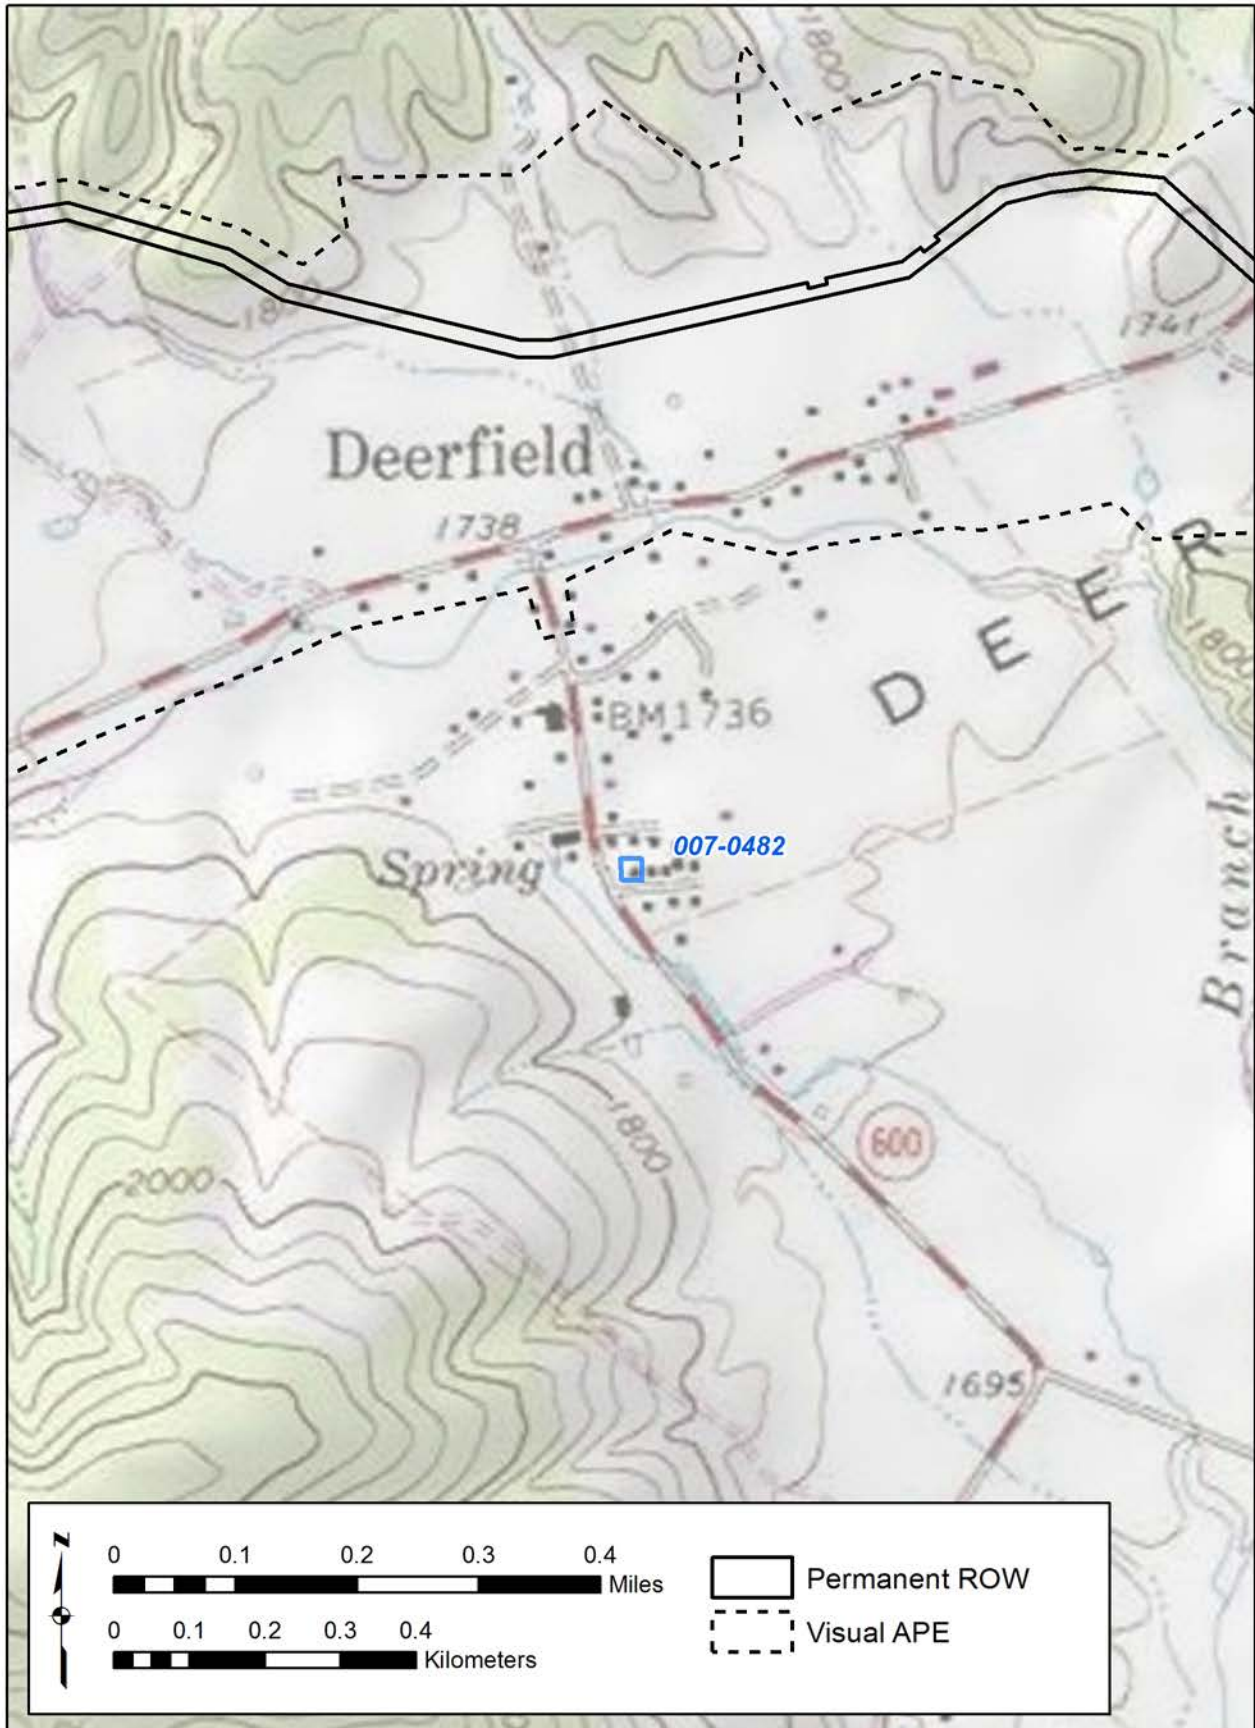 1800
1800
1741
Deerfield
1738
D E E R
BM 1736
007-0482
Spring
Branch
1800
1800
600
2000
1695
N
0 0.1 0.2 0.3 0.4
Miles
0 0.1 0.2 0.3 0.4
Kilometers
Permanent ROW
Visual APE